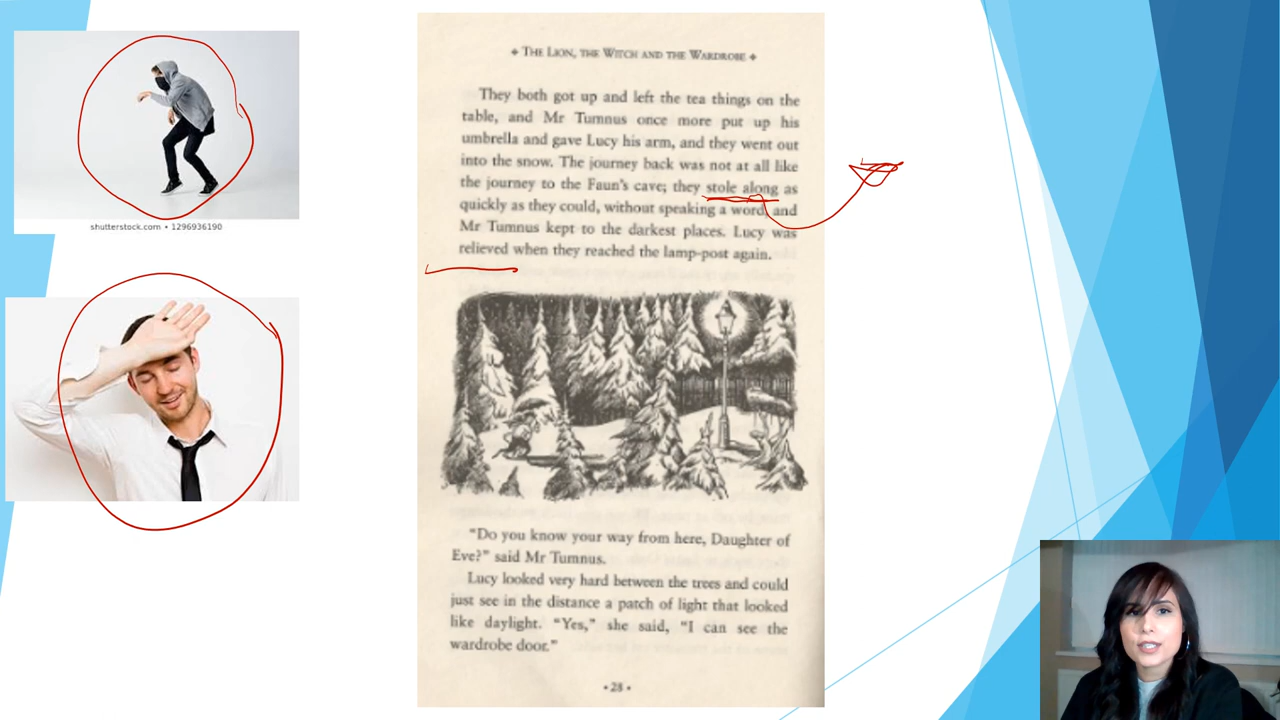 shutterstock.com • 1296936190
THE LION, THE WITCH AND THE WARDROBE
They both got up and left the tea things on the
table, and Mr Tumnus once more put up his
umbrella and gave Lucy his arm, and they went out
into the snow. The journey back was not at all like
the journey to the Faun's cave; they stole along as
quickly as they could, without speaking a word, and
Mr Tumnus kept to the darkest places. Lucy was
relieved when they reached the lamp-post again.
"Do you know your way from here, Daughter of
Eve?" said Mr Tumnus.
Lucy looked very hard between the trees and could
just see in the distance a patch of light that looked
like daylight. "Yes," she said, "I can see the
wardrobe door."
• 28 •